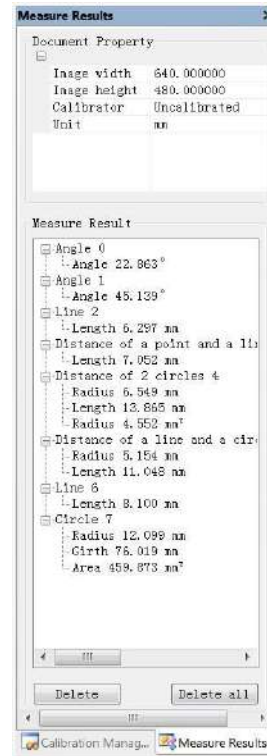 Measure Results
Document Property
Image width 640.000000
Image height 480.000000
Calibrator Uncalibrated
Unit mm
Measure Result
Angle 0
Angle 22.863°
Angle 1
Angle 45.139°
Line 2
Length 6.297 mm
Distance of a point and a li
Length 7.052 mm
Distance of 2 circles 4
Radius 6.549 mm
Length 13.865 mm
Radius 4.552 mm²
Distance of a line and a cir
Radius 5.154 mm
Length 11.048 mm
Line 6
Length 8.100 mm
Circle 7
Radius 12.099 mm
Girth 76.019 mm
Area 459.873 mm²
Delete Delete all
Calibration Manag... Measure Results